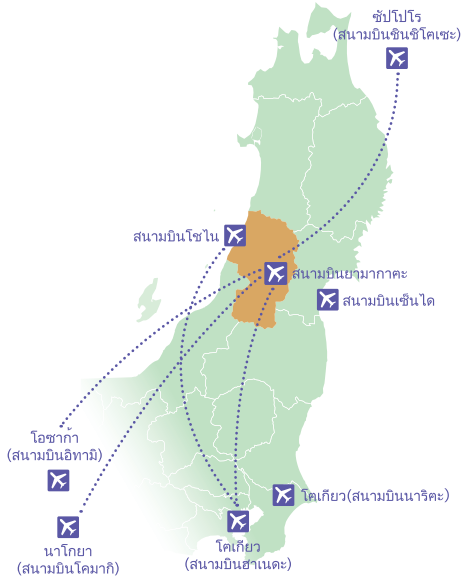 ซัปโปโร
(สนามบินชินชิโตเซะ)
สนามบินโชไน
สนามบินยามากาตะ
สนามบินเซ็นได
โอซาก้า
(สนามบินอิทามิ)
โตเกียว(สนามบินนาริตะ)
นาโกยา
(สนามบินโคมากิ)
โตเกียว
(สนามบินฮาเนดะ)